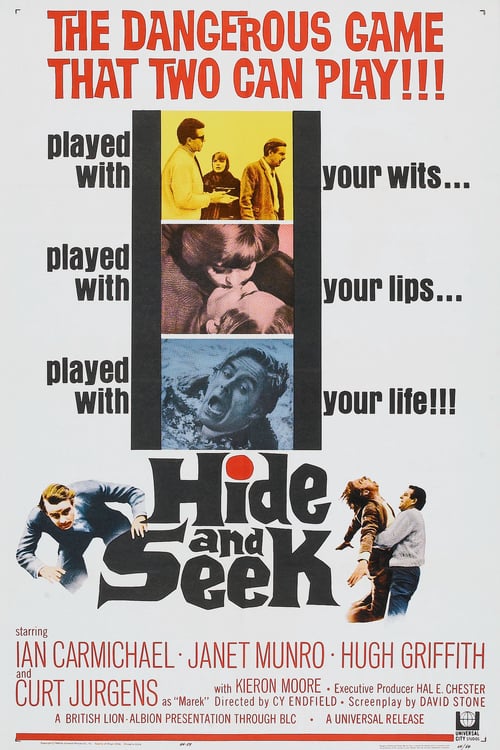 THE DANGEROUS GAME
THAT TWO CAN PLAY!!!
played with your wits...
played with your lips...
played with your life!!!
Hide
and
Seek
starring
IAN CARMICHAEL · JANET MUNRO · HUGH GRIFFITH
and
CURT JURGENS as "Marek" with KIERON MOORE • Executive Producer HAL E. CHESTER
Directed by CY ENDFIELD • Screenplay by DAVID STONE
A BRITISH LION-ALBION PRESENTATION THROUGH BLC • A UNIVERSAL RELEASE
UNIVERSAL
CITY STUDIOS